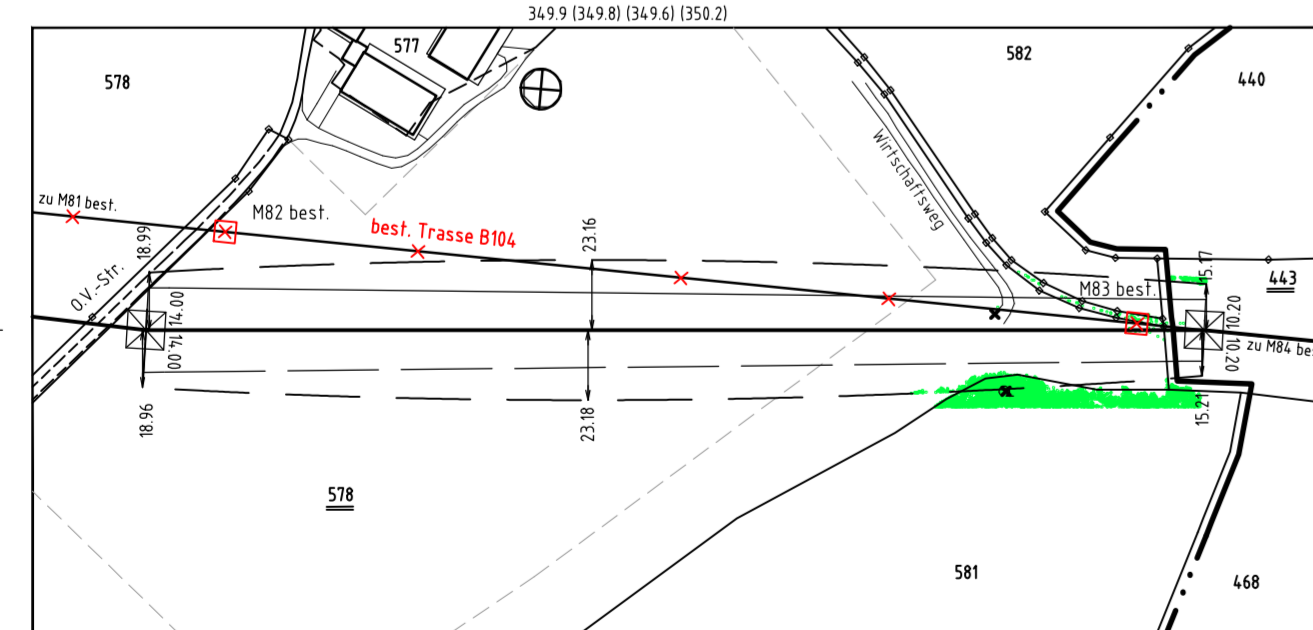 349.9 (349.8) (349.6) (350.2)
577
582
578
440
Wirtschaftsweg
zu M81 best.
M82 best.
best. Trasse B104
18.99
23.16
15.17
443
O.V.-Str.
M83 best.
14.00
10.20
14.00
10.20
zu M84 bes
18.96
23.18
15.21
578
581
468